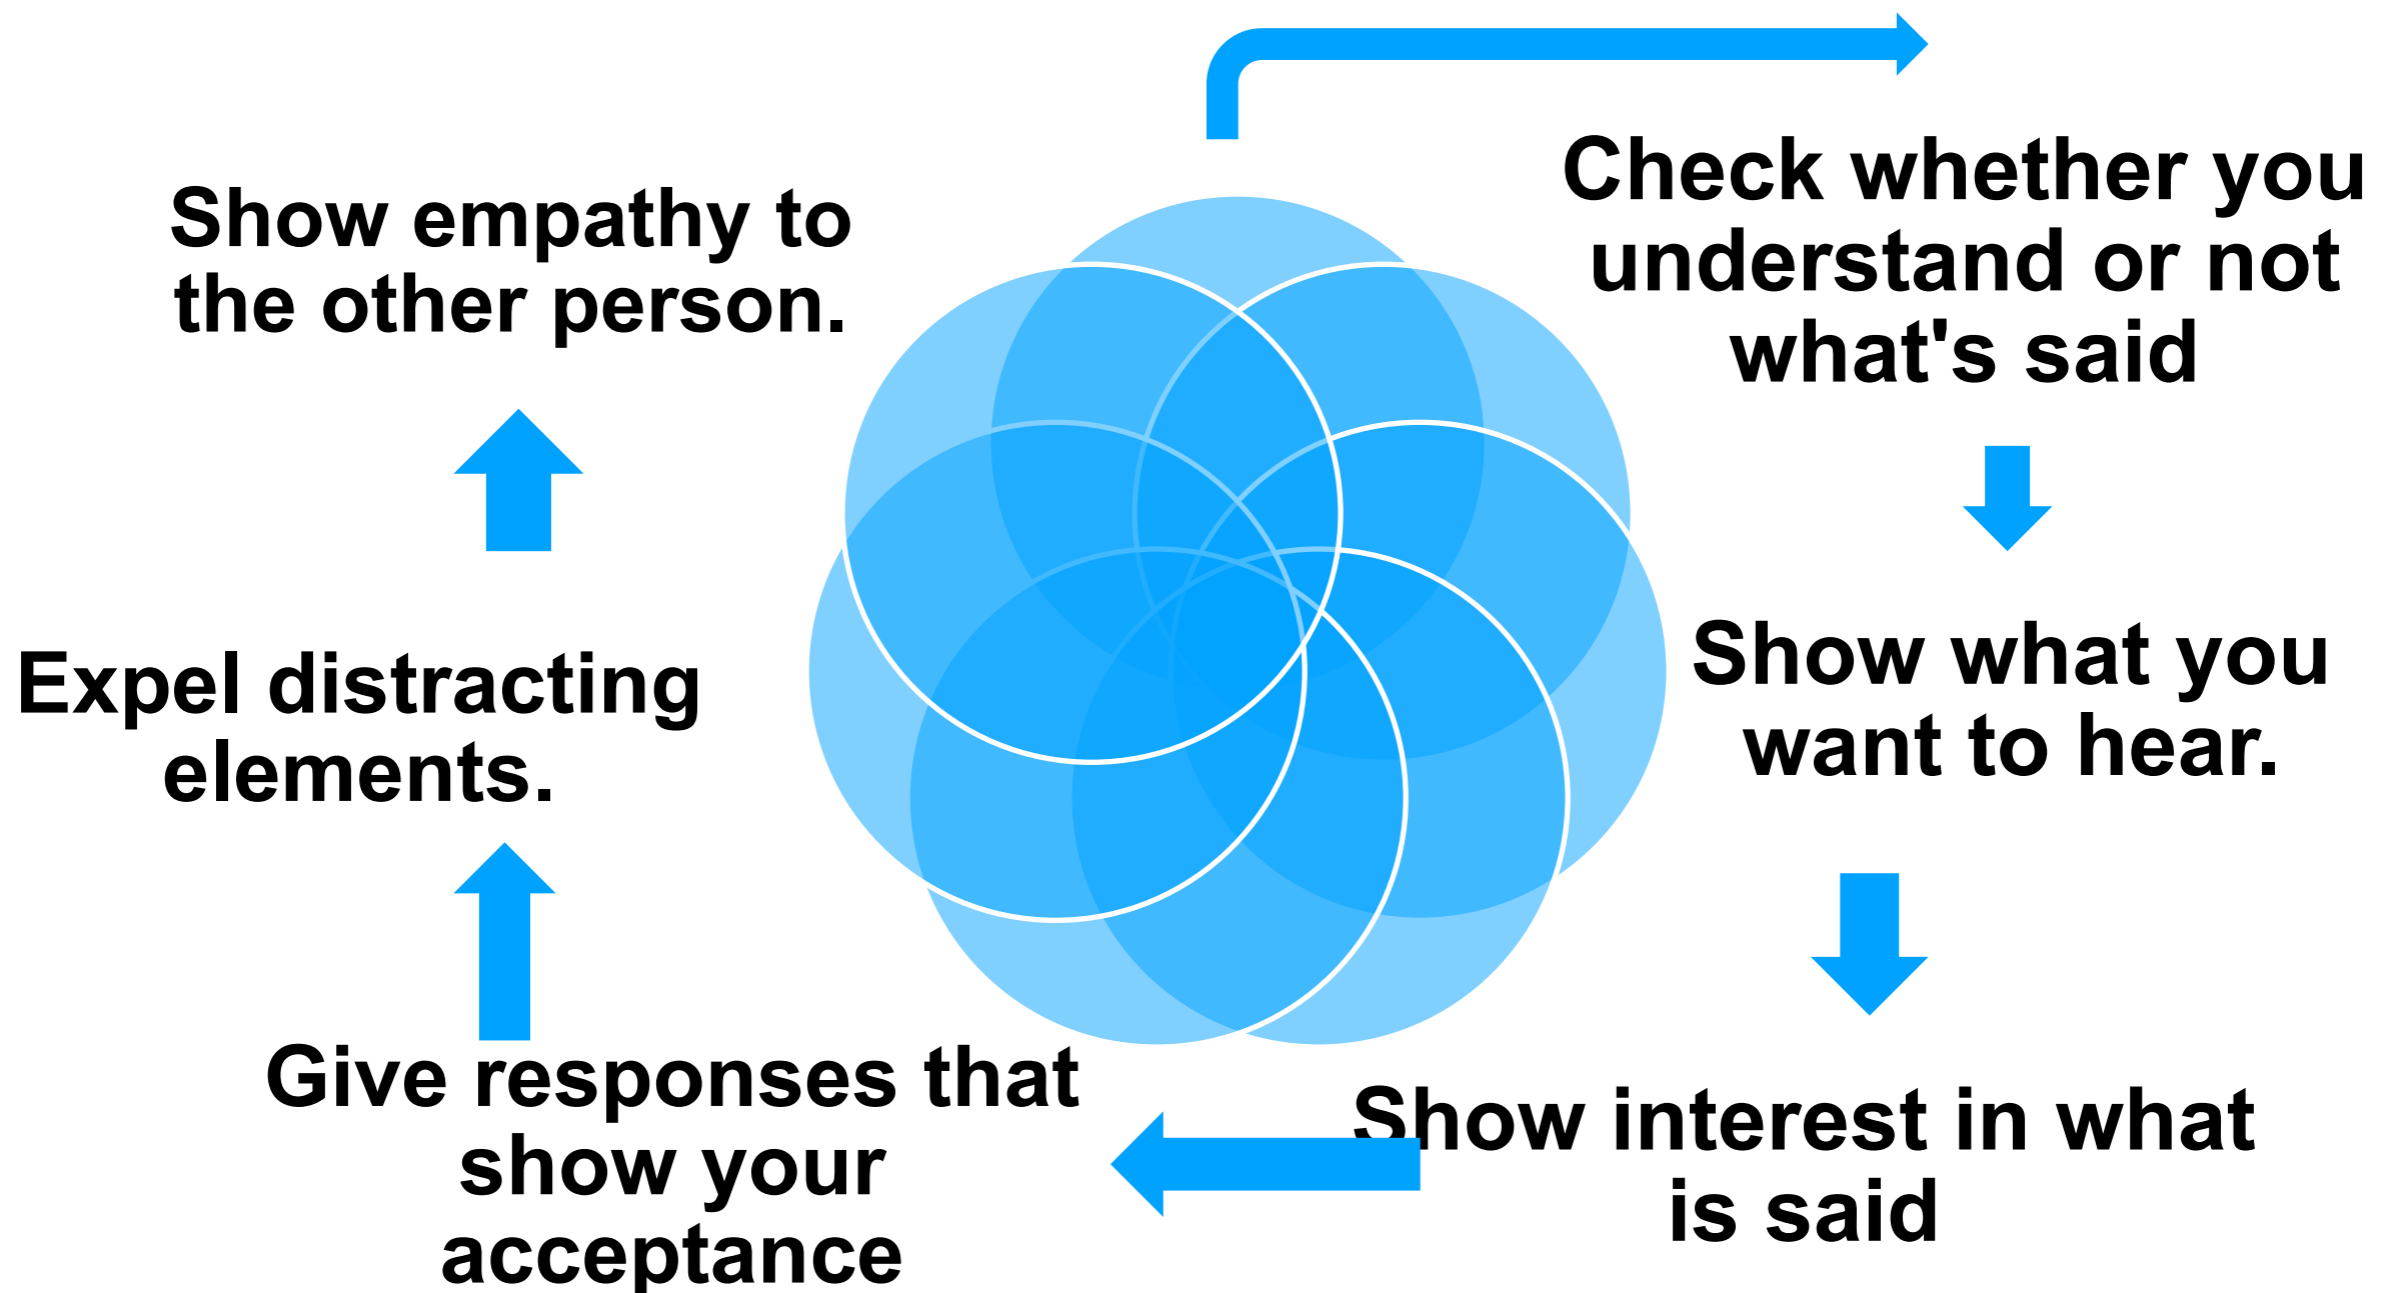 Check whether you
understand or not
what's said
Show what you
want to hear.
Show interest in what
is said
Give responses that
show your
acceptance
Expel distracting
elements.
Show empathy to
the other person.